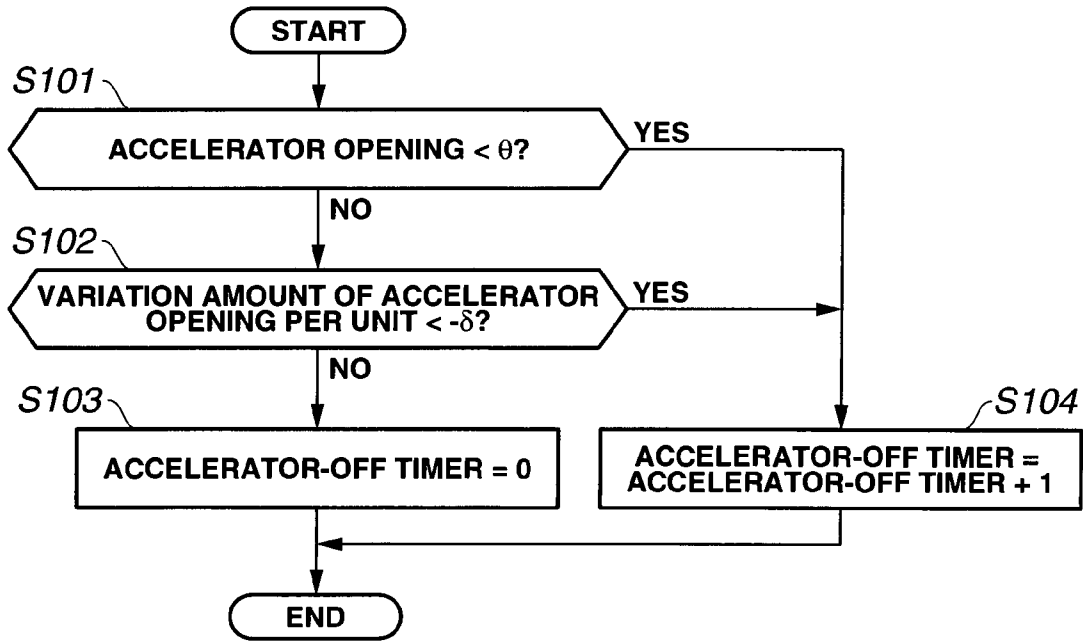 START
S101
ACCELERATOR OPENING < θ?
YES
NO
S102
VARIATION AMOUNT OF ACCELERATOR
OPENING PER UNIT < -δ?
YES
NO
S103
ACCELERATOR-OFF TIMER = 0
S104
ACCELERATOR-OFF TIMER =
ACCELERATOR-OFF TIMER + 1
END